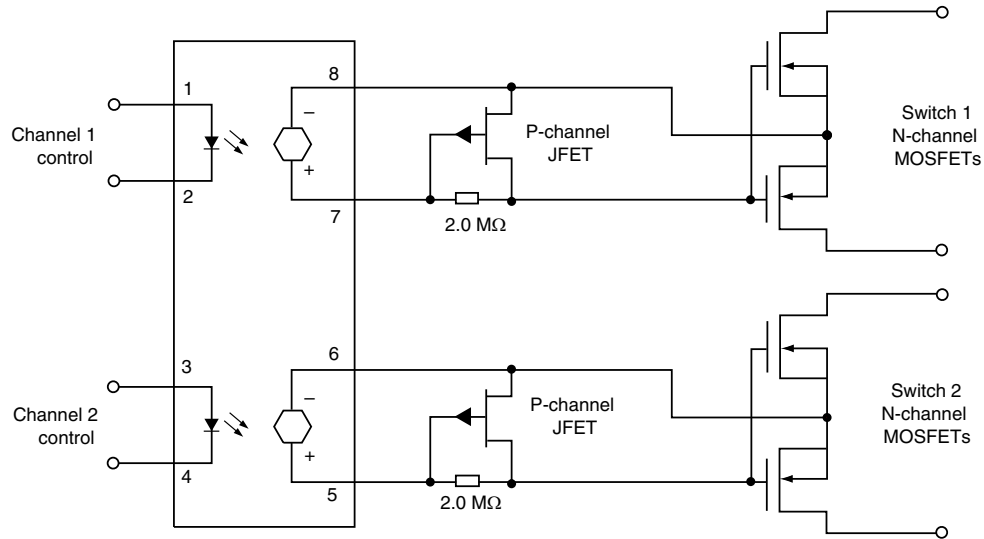 1
8
Channel 1
control
−
+
2
7
P-channel
JFET
2.0 MΩ
Switch 1
N-channel
MOSFETs
3
6
Channel 2
control
−
+
4
5
P-channel
JFET
2.0 MΩ
Switch 2
N-channel
MOSFETs